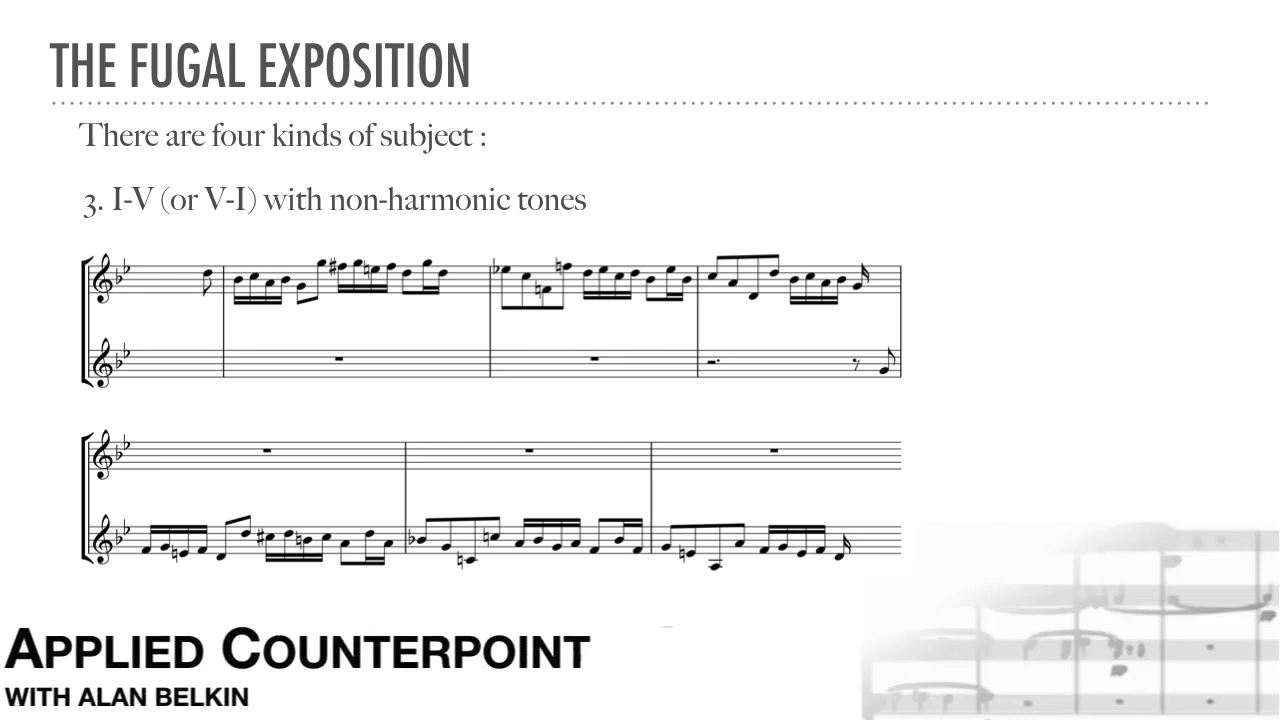 THE FUGAL EXPOSITION
There are four kinds of subject :
3. I-V (or V-I) with non-harmonic tones
APPLIED COUNTERPOINT
WITH ALAN BELKIN